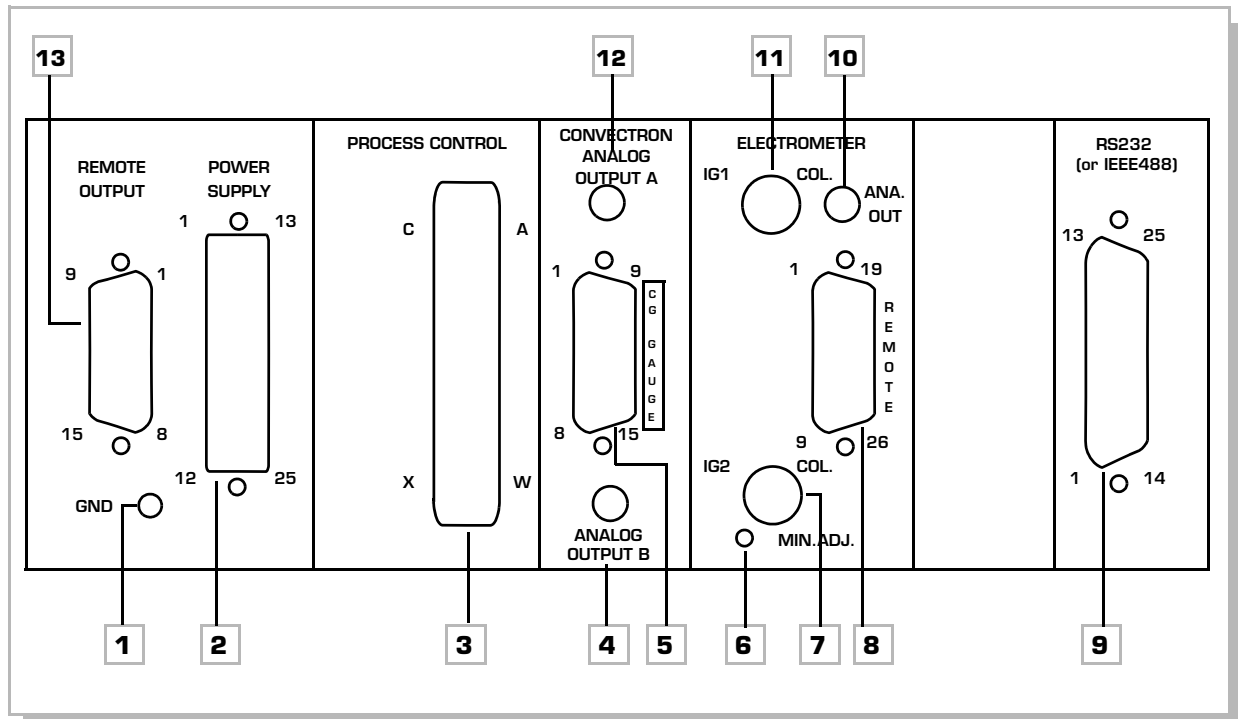 13
12
11
10
REMOTE
OUTPUT
POWER
SUPPLY
PROCESS CONTROL
CONVECTRON
ANALOG
OUTPUT A
ELECTROMETER
RS232
(or IEEE488)
IG1
COL.
ANA.
OUT
1
13
C
A
13
25
9
1
1
9
1
19
CG GAUGE
REMOTE
15
8
8
15
9
26
12
25
X
W
IG2
COL.
1
14
GND
ANALOG
OUTPUT B
MIN.ADJ.
1
2
3
4
5
6
7
8
9